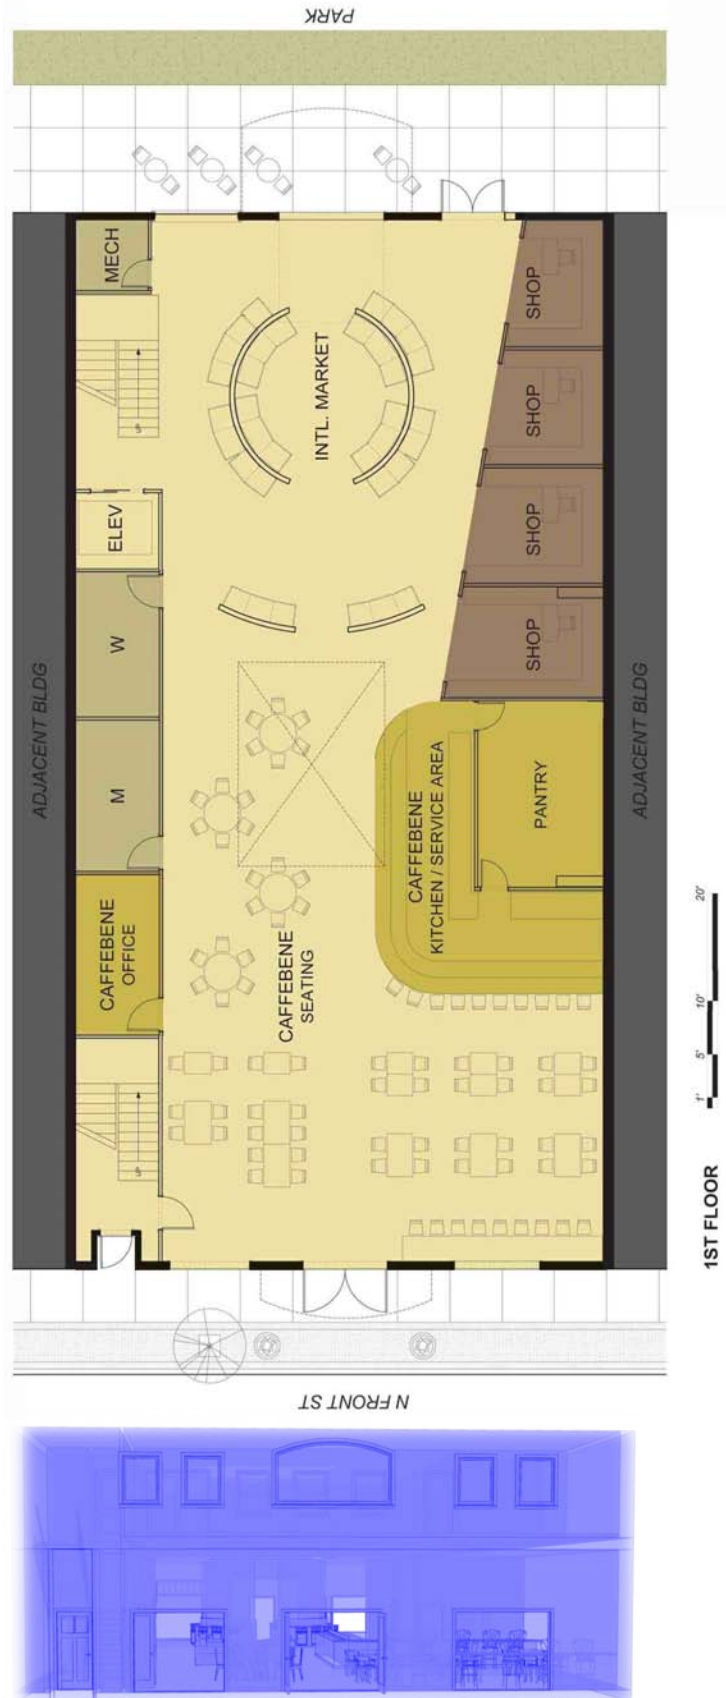 PARK
MECH
SHOP
INTL. MARKET
SHOP
ELEV
SHOP
W
SHOP
ADJACENT BLDG
ADJACENT BLDG
M
CAFFEBENE
KITCHEN / SERVICE AREA
PANTRY
CAFFEBENE
OFFICE
CAFFEBENE
SEATING
1'
5'
10'
20'
1ST FLOOR
N FRONT ST